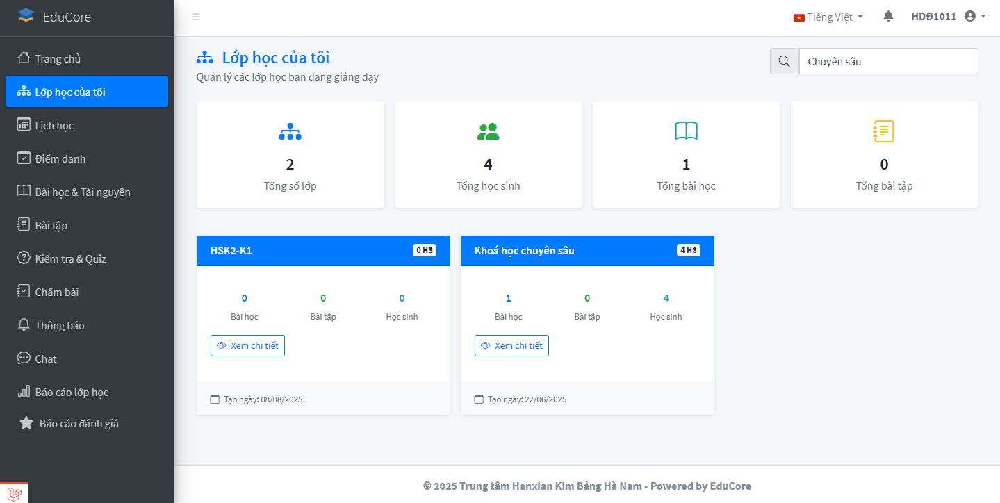 EduCore
Tiếng Việt
HDĐ1011
Trang chủ
Lớp học của tôi
Lịch học
Điểm danh
Bài học & Tài nguyên
Bài tập
Kiểm tra & Quiz
Chấm bài
Thông báo
Chat
Báo cáo lớp học
Báo cáo đánh giá
Lớp học của tôi
Quản lý các lớp học bạn đang giảng dạy
Chuyên sâu
2
Tổng số lớp
4
Tổng học sinh
1
Tổng bài học
0
Tổng bài tập
HSK2-K1 0 HS
0 0 0
Bài học Bài tập Học sinh
Xem chi tiết
Tạo ngày: 08/08/2025
Khoá học chuyên sâu 4 HS
1 0 4
Bài học Bài tập Học sinh
Xem chi tiết
Tạo ngày: 22/06/2025
© 2025 Trung tâm Hanxian Kim Bảng Hà Nam - Powered by EduCore